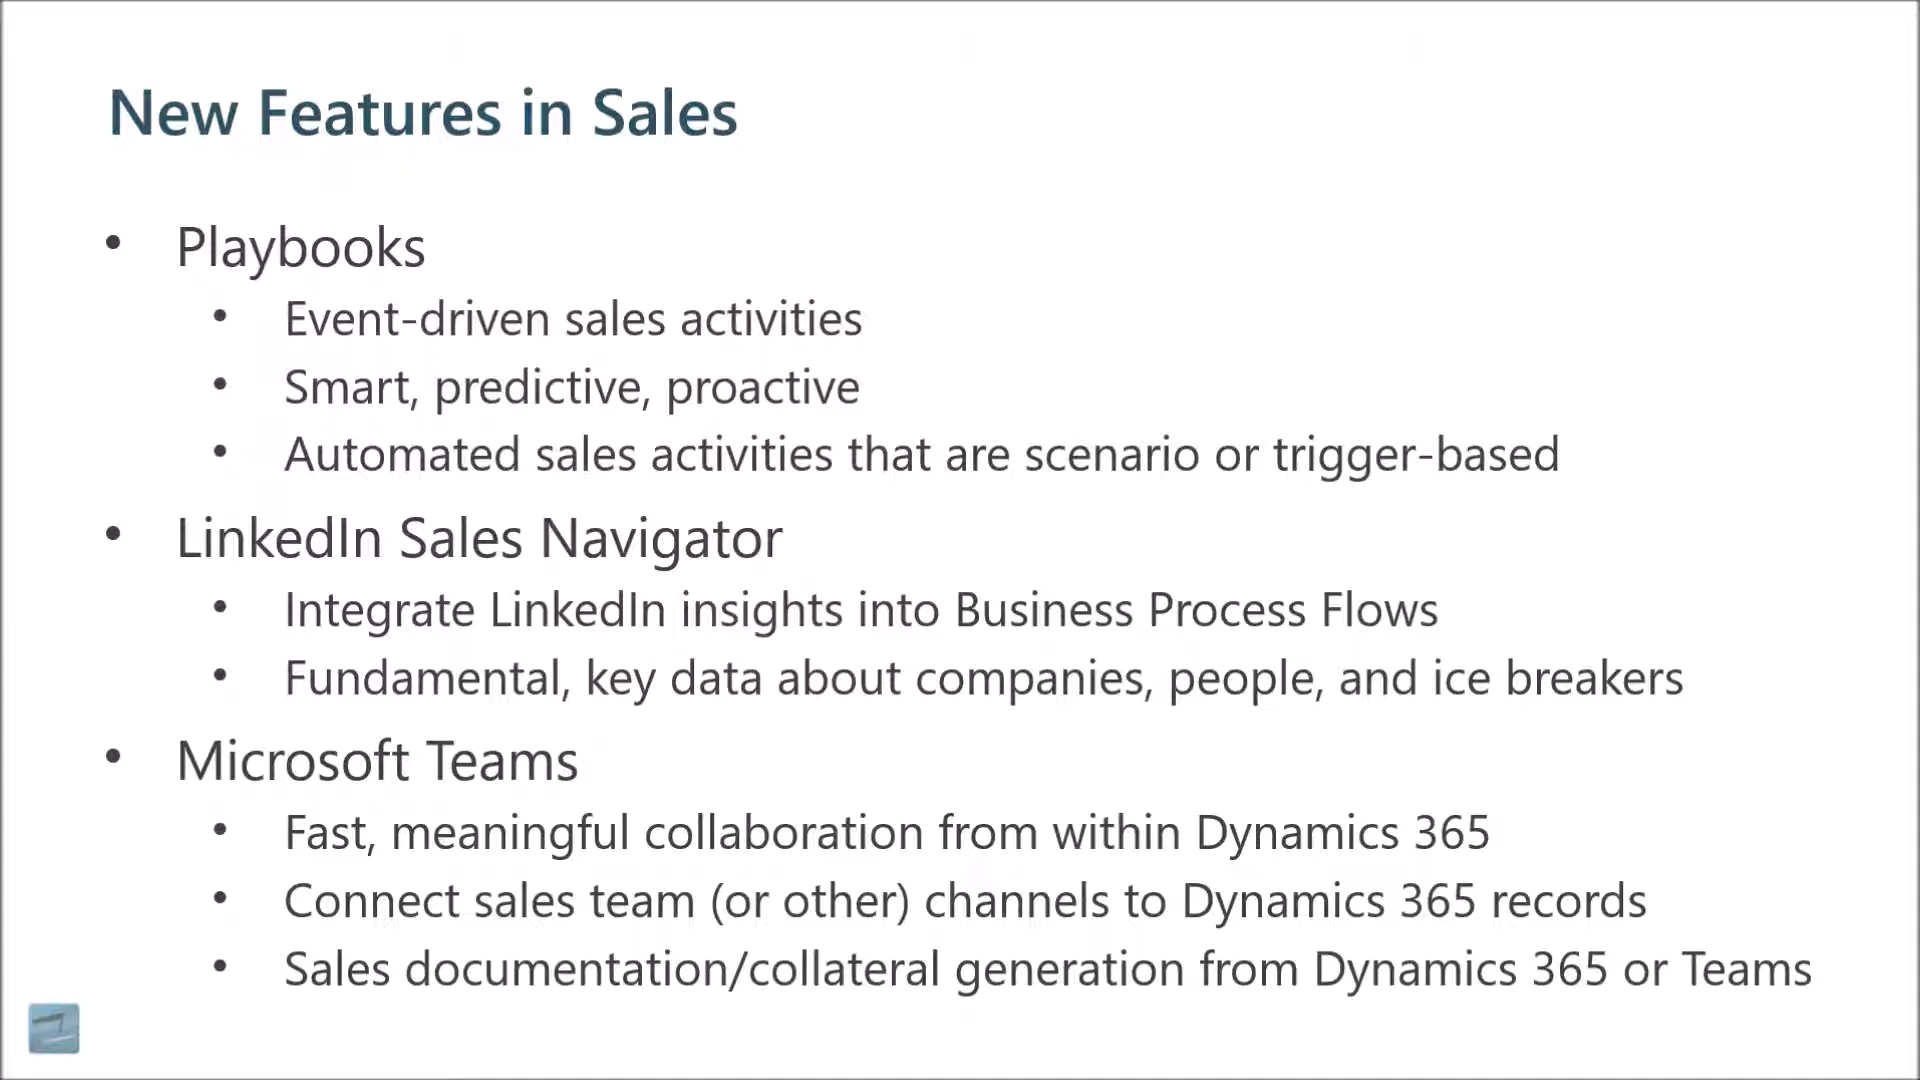 New Features in Sales
• Playbooks
• Event-driven sales activities
• Smart, predictive, proactive
• Automated sales activities that are scenario or trigger-based
• LinkedIn Sales Navigator
• Integrate LinkedIn insights into Business Process Flows
• Fundamental, key data about companies, people, and ice breakers
• Microsoft Teams
• Fast, meaningful collaboration from within Dynamics 365
• Connect sales team (or other) channels to Dynamics 365 records
• Sales documentation/collateral generation from Dynamics 365 or Teams